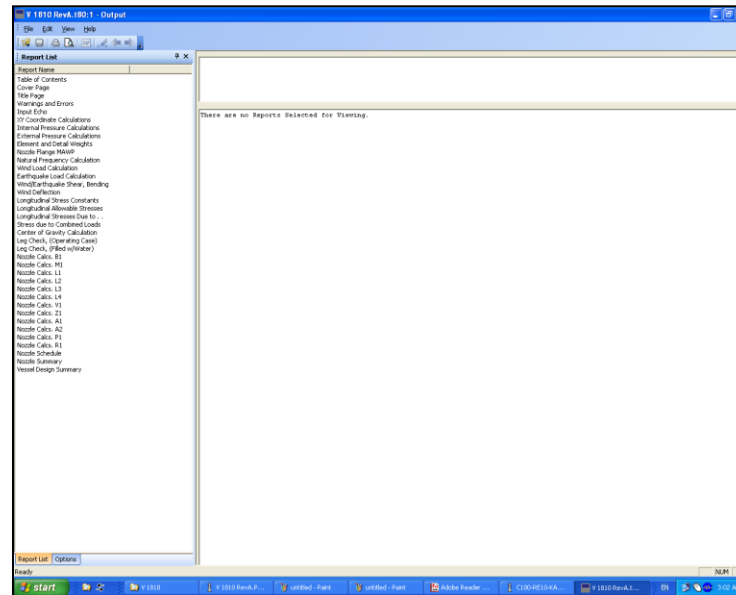 V 1810 RevA.t80:1 - Output
File Edit View Help
Report List
Report Name
Table of Contents
Cover Page
Title Page
Warnings and Errors
Input Echo
XY Coordinate Calculations
Internal Pressure Calculations
External Pressure Calculations
Element and Detail Weights
Nozzle Flange MAWP
Natural Frequency Calculation
Wind Load Calculation
Earthquake Load Calculation
Wind/Earthquake Shear, Bending
Wind Deflection
Longitudinal Stress Constants
Longitudinal Allowable Stresses
Longitudinal Stresses Due to . .
Stress due to Combined Loads
Center of Gravity Calculation
Leg Check, (Operating Case)
Leg Check, (Filled w/Water)
Nozzle Calcs. B1
Nozzle Calcs. M1
Nozzle Calcs. L1
Nozzle Calcs. L2
Nozzle Calcs. L3
Nozzle Calcs. L4
Nozzle Calcs. V1
Nozzle Calcs. Z1
Nozzle Calcs. A1
Nozzle Calcs. A2
Nozzle Calcs. P1
Nozzle Calcs. R1
Nozzle Schedule
Nozzle Summary
Vessel Design Summary
There are no Reports Selected for Viewing.
Report List Options
Ready NUM
start V 1810 V 1810 RevA.P... untitled - Paint untitled - Paint Adobe Reader ... C100-RE10-KA... V 1810 RevA.t... EN 3:02 A